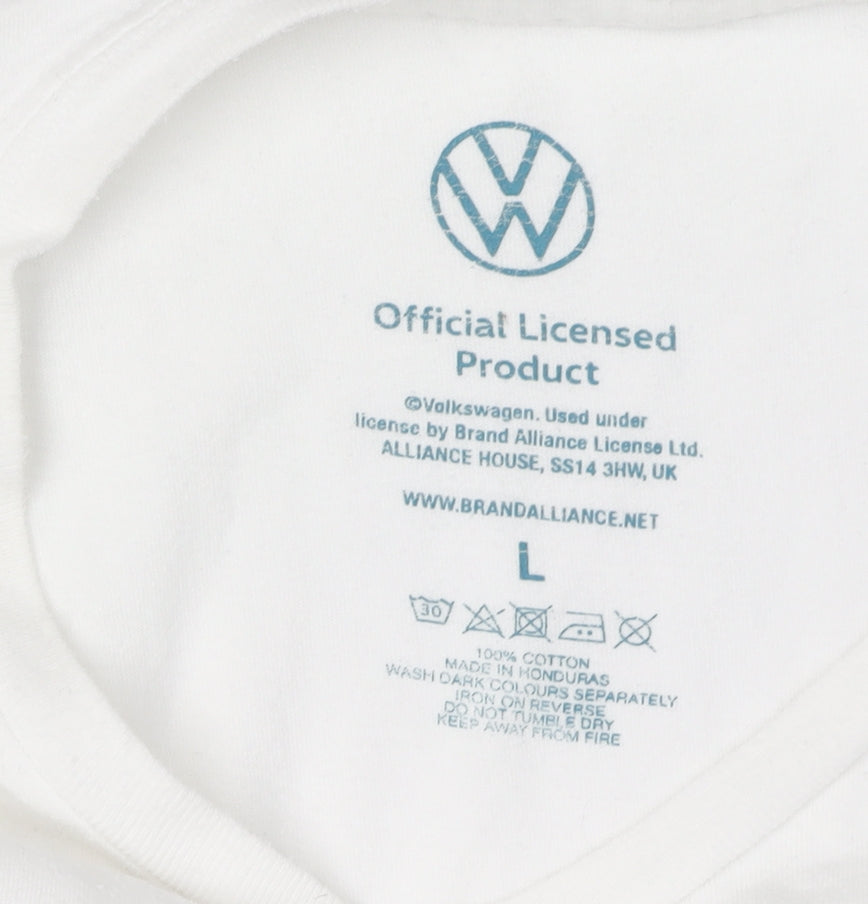 VW
Official Licensed
Product
©Volkswagen. Used under
license by Brand Alliance License Ltd.
ALLIANCE HOUSE, SS14 3HW, UK
WWW.BRANDALLIANCE.NET
L
30
100% COTTON
MADE IN HONDURAS
WASH DARK COLOURS SEPARATELY
IRON ON REVERSE
DO NOT TUMBLE DRY
KEEP AWAY FROM FIRE